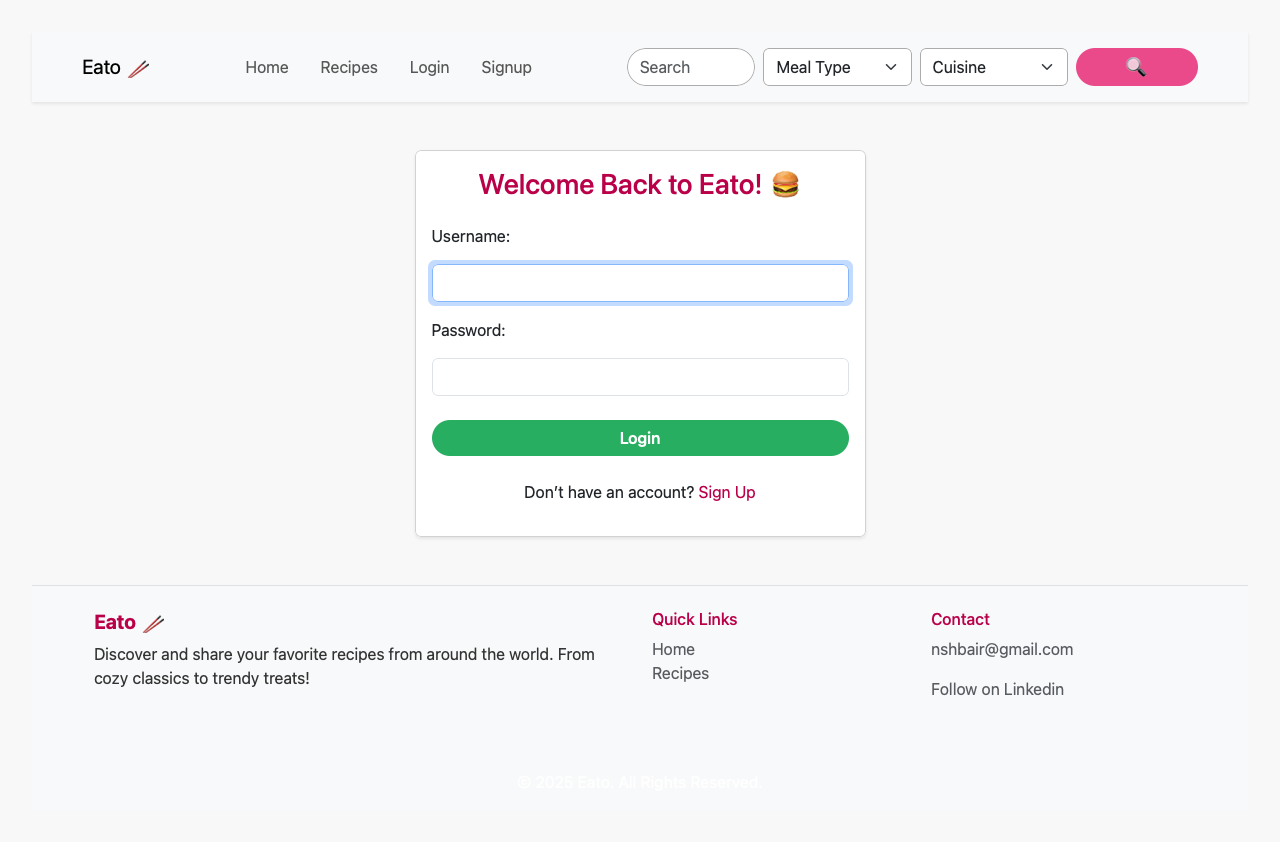 Eato
Home Recipes Login Signup Search Meal Type Cuisine
Welcome Back to Eato!
Username:
Password:
Login
Don't have an account? Sign Up
Eato
Discover and share your favorite recipes from around the world. From
cozy classics to trendy treats!
Quick Links
Home
Recipes
Contact
nshbair@gmail.com
Follow on Linkedin
© 2025 Eato. All Rights Reserved.